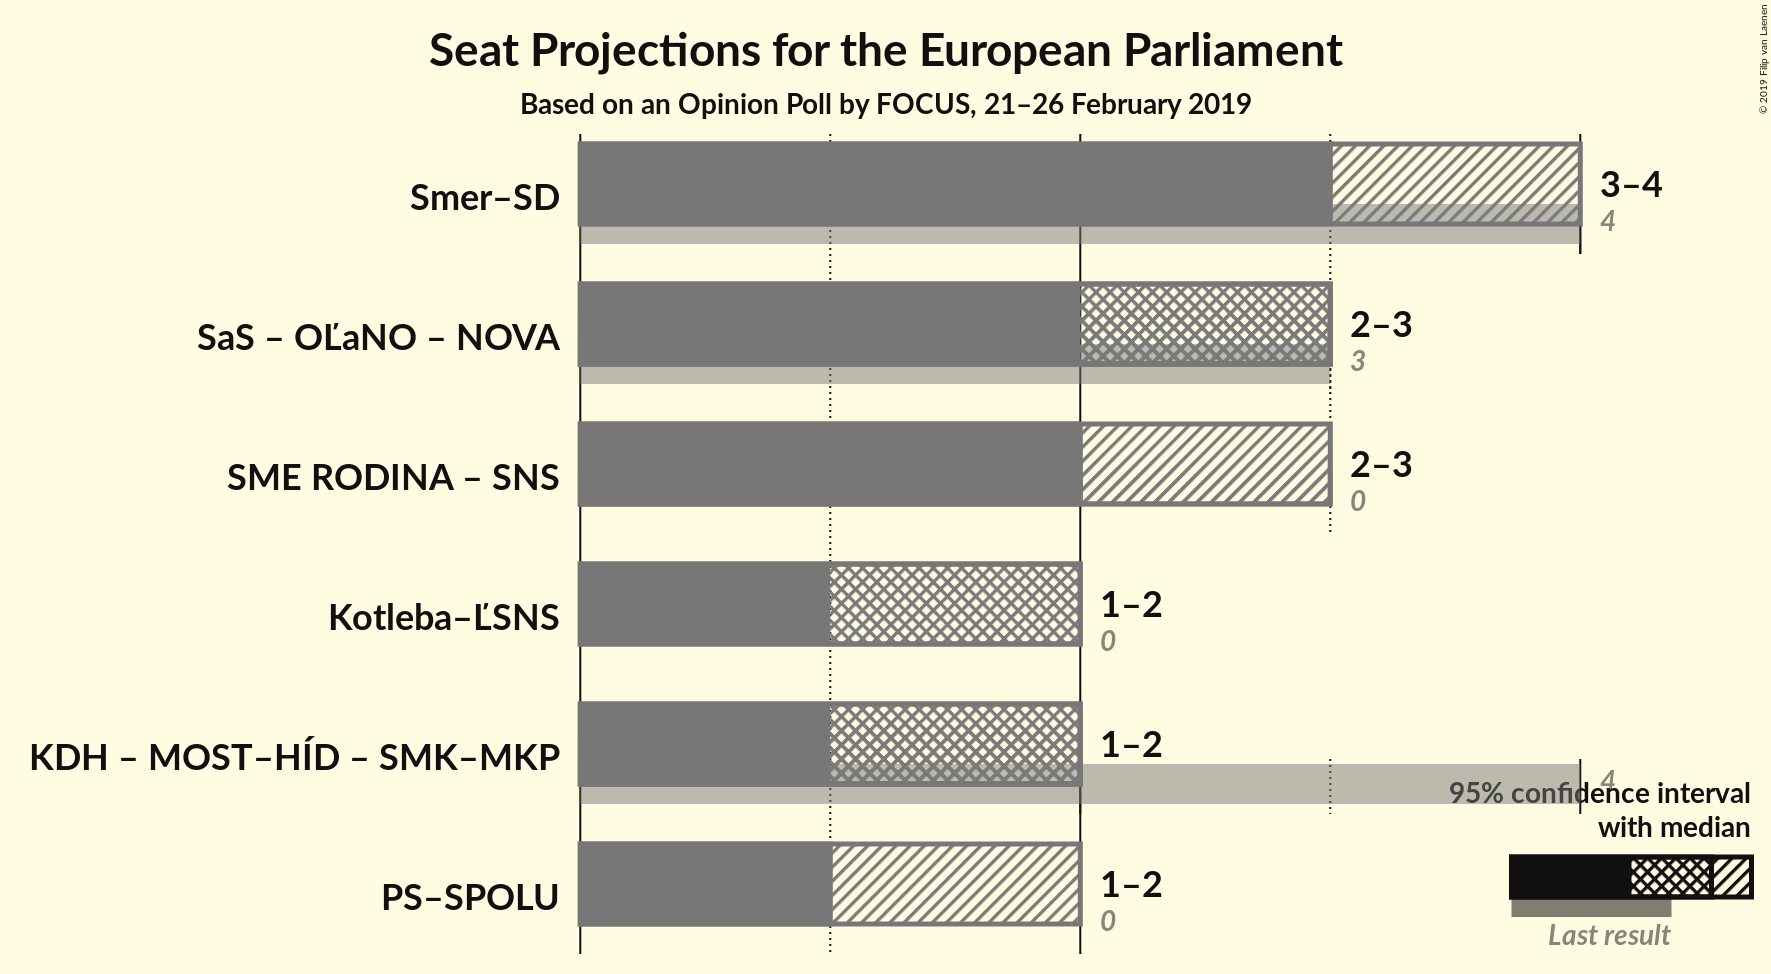 Seat Projections for the European Parliament
Based on an Opinion Poll by FOCUS, 21–26 February 2019
© 2019 Filip van Laenen
Smer–SD
3–4
4
SaS – OĽaNO – NOVA
2–3
3
SME RODINA – SNS
2–3
0
Kotleba–ĽSNS
1–2
0
KDH – MOST–HÍD – SMK–MKP
1–2
4
PS–SPOLU
1–2
0
95% confidence interval
with median
Last result